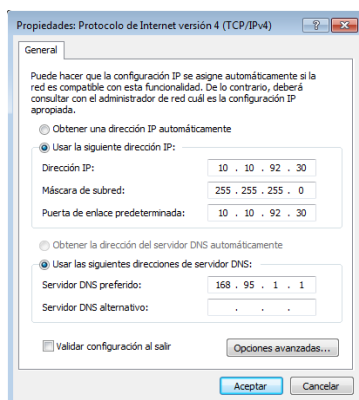 Propiedades: Protocolo de Internet versión 4 (TCP/IPv4)
General
Puede hacer que la configuración IP se asigne automáticamente si la
red es compatible con esta funcionalidad. De lo contrario, deberá
consultar con el administrador de red cuál es la configuración IP
apropiada.
Obtener una dirección IP automáticamente
Usar la siguiente dirección IP:
Dirección IP: 10 . 10 . 92 . 30
Máscara de subred: 255 . 255 . 255 . 0
Puerta de enlace predeterminada: 10 . 10 . 92 . 30
Obtener la dirección del servidor DNS automáticamente
Usar las siguientes direcciones de servidor DNS:
Servidor DNS preferido: 168 . 95 . 1 . 1
Servidor DNS alternativo: . . .
Validar configuración al salir
Opciones avanzadas...
Aceptar Cancelar